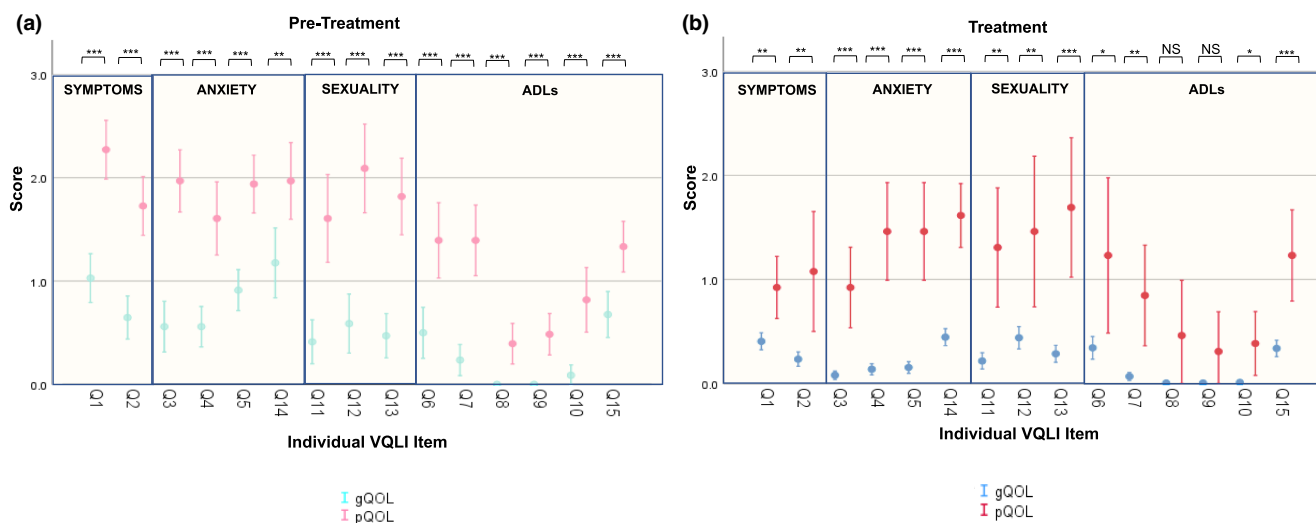 (a)
Pre-Treatment
*** *** *** *** *** ** *** *** *** *** *** *** *** *** ***
3.0
SYMPTOMS ANXIETY SEXUALITY ADLs
2.0
Score
1.0
0.0
Q1 Q2 Q3 Q4 Q5 Q14 Q11 Q12 Q13 Q6 Q7 Q8 Q9 Q10 Q15
Individual VQLI Item
gQOL
pQOL
(b)
Treatment
** ** *** *** *** *** ** ** *** * ** NS NS * ***
3.0
SYMPTOMS ANXIETY SEXUALITY ADLs
2.0
Score
1.0
0.0
Q1 Q2 Q3 Q4 Q5 Q14 Q11 Q12 Q13 Q6 Q7 Q8 Q9 Q10 Q15
Individual VQLI Item
gQOL
pQOL